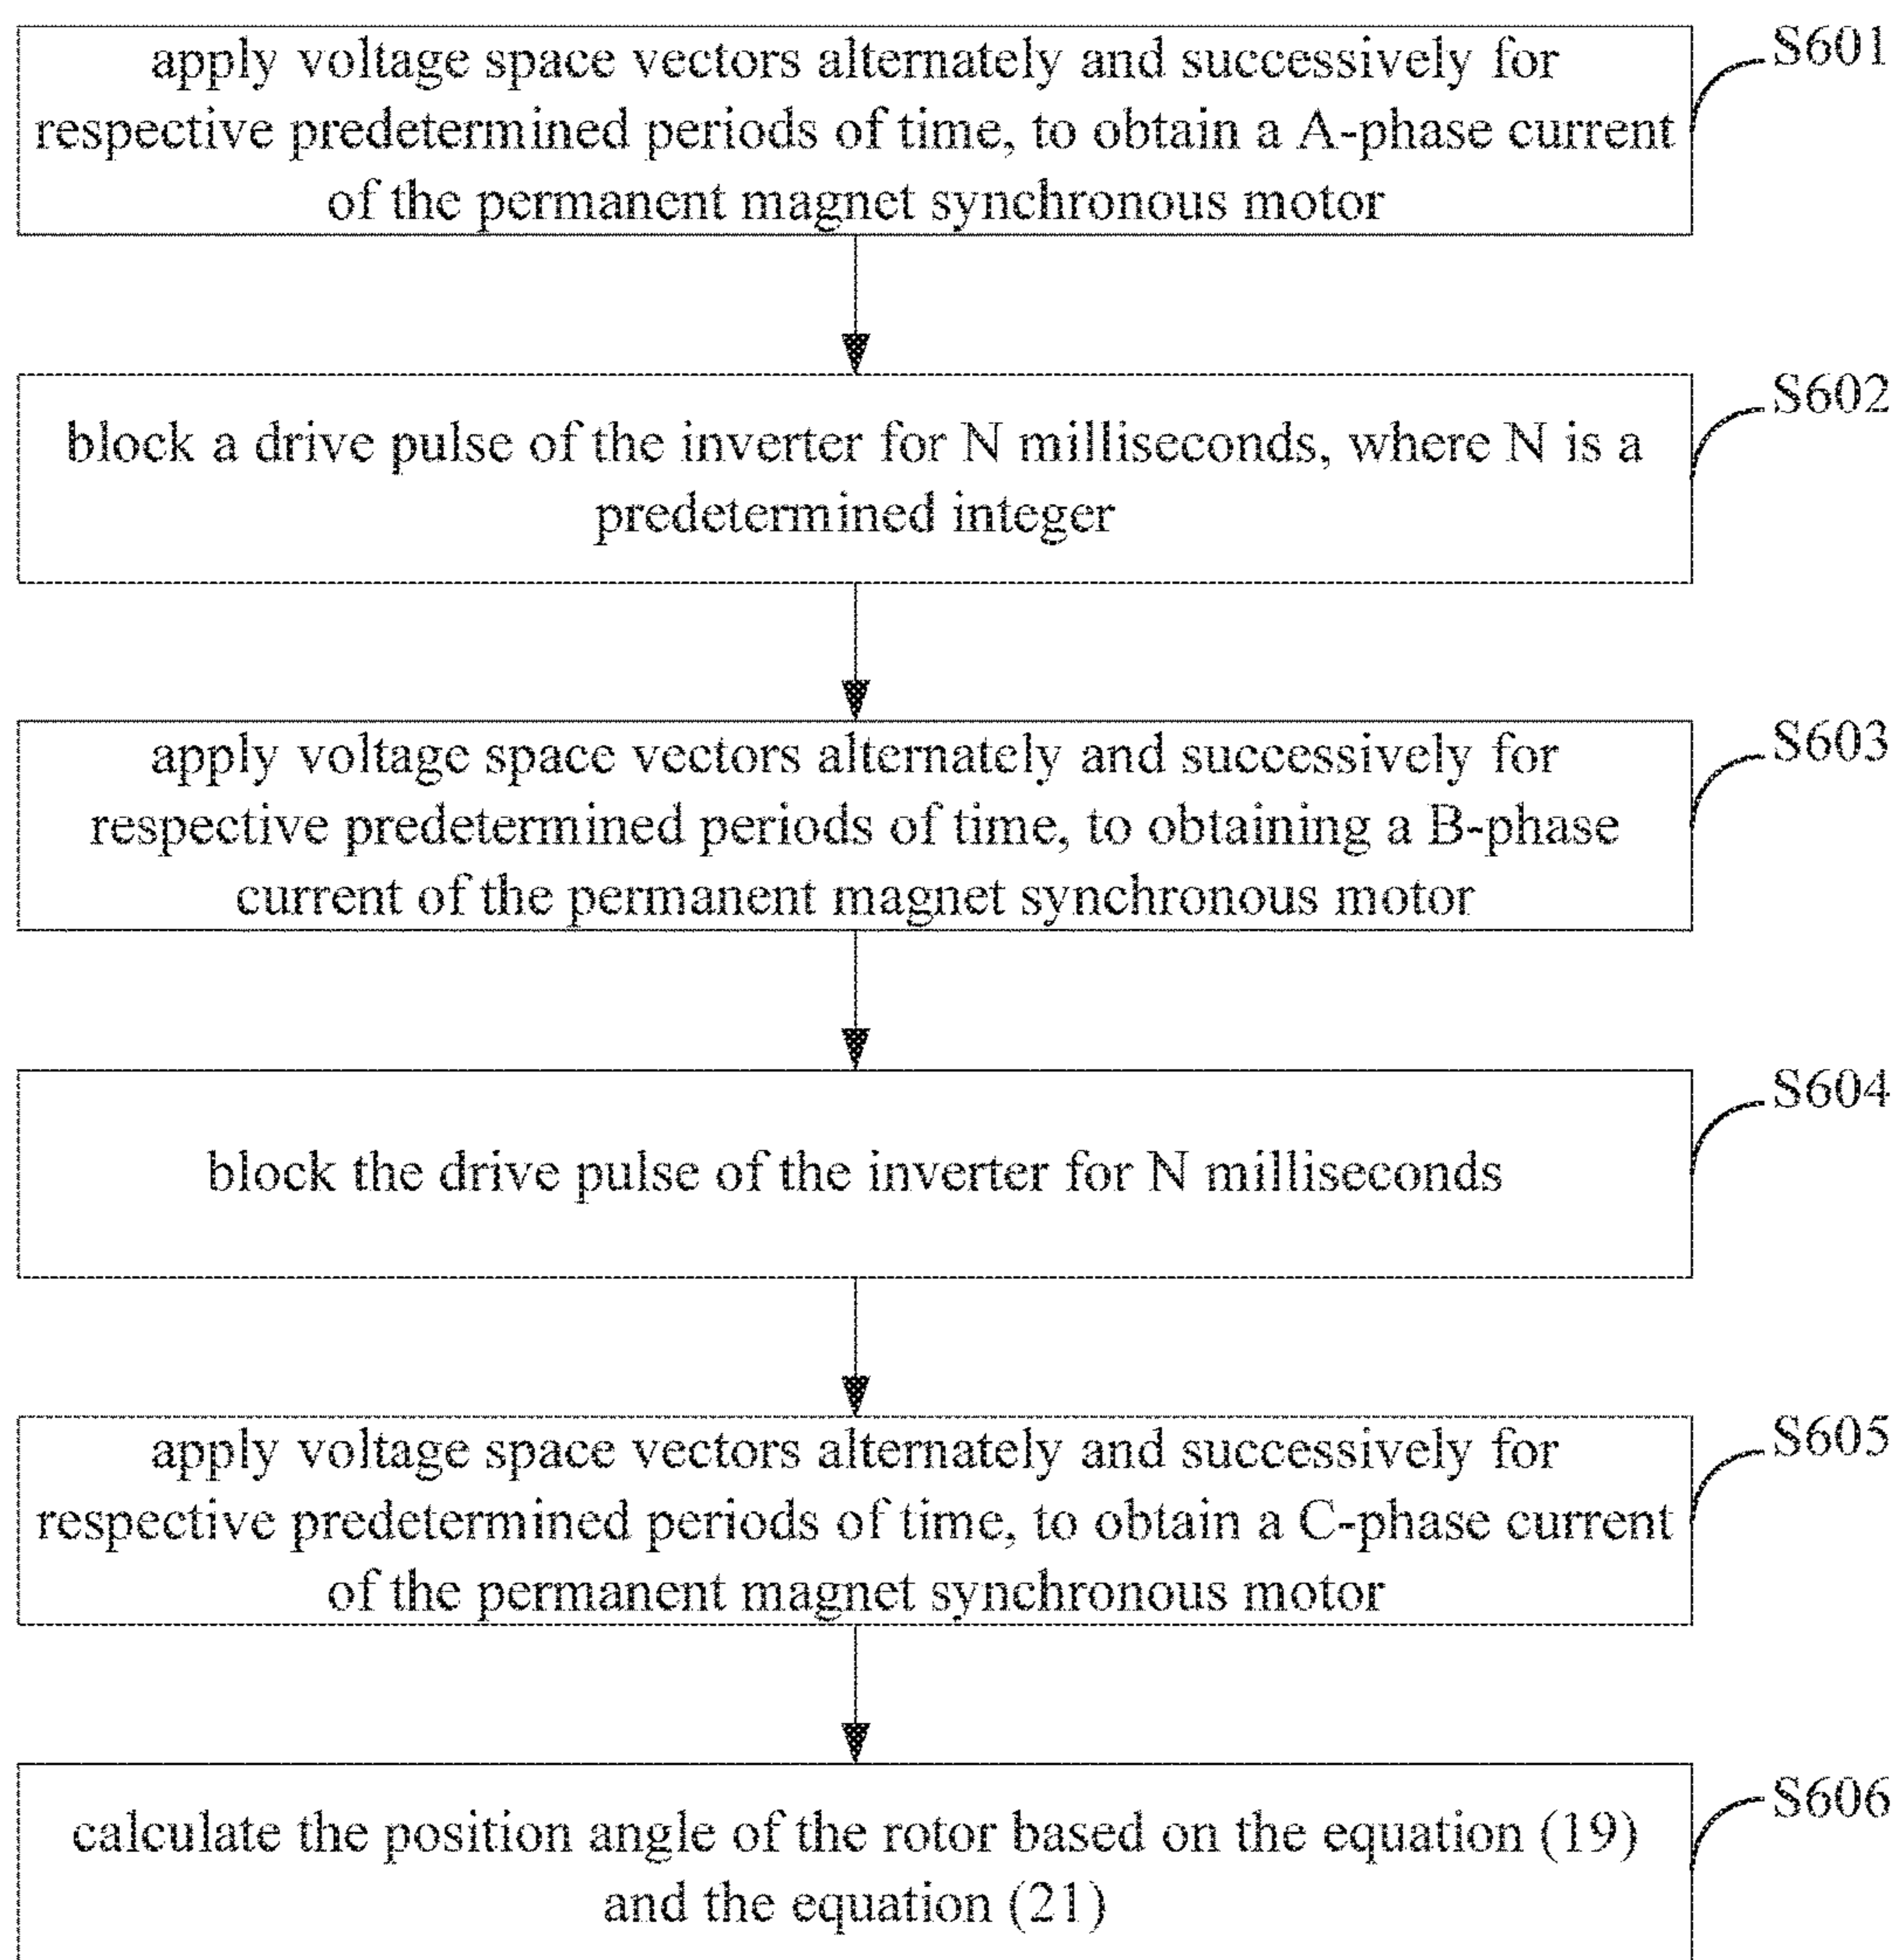 apply voltage space vectors alternately and successively for
respective predetermined periods of time, to obtain a A-phase current
of the permanent magnet synchronous motor
S601
block a drive pulse of the inverter for N milliseconds, where N is a
predetermined integer
S602
apply voltage space vectors alternately and successively for
respective predetermined periods of time, to obtaining a B-phase
current of the permanent magnet synchronous motor
S603
block the drive pulse of the inverter for N milliseconds
S604
apply voltage space vectors alternately and successively for
respective predetermined periods of time, to obtain a C-phase current
of the permanent magnet synchronous motor
S605
calculate the position angle of the rotor based on the equation (19)
and the equation (21)
S606